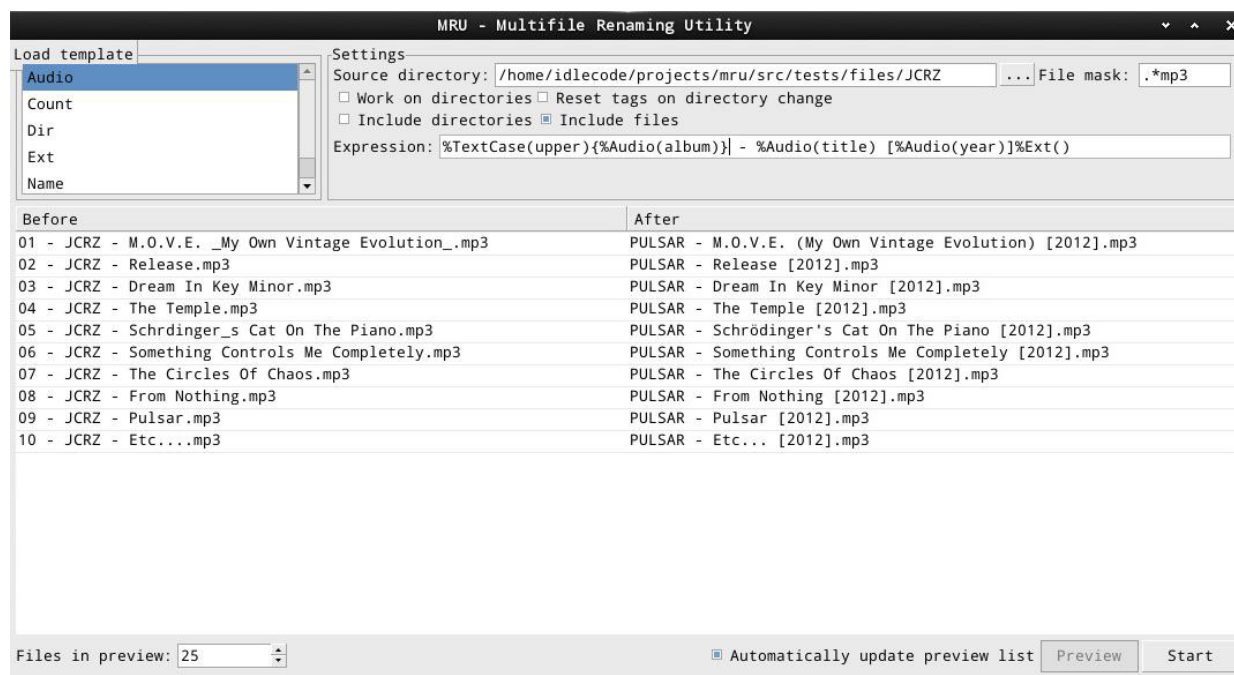 MRU - Multifile Renaming Utility
Load template
Audio
Count
Dir
Ext
Name
Settings
Source directory: /home/idlecode/projects/mru/src/tests/files/JCRZ ... File mask: .*mp3
Work on directories Reset tags on directory change
Include directories Include files
Expression: %TextCase(upper){%Audio(album)} - %Audio(title) [%Audio(year)]%Ext()
Before After
01 - JCRZ - M.O.V.E. _My Own Vintage Evolution_.mp3 PULSAR - M.O.V.E. (My Own Vintage Evolution) [2012].mp3
02 - JCRZ - Release.mp3 PULSAR - Release [2012].mp3
03 - JCRZ - Dream In Key Minor.mp3 PULSAR - Dream In Key Minor [2012].mp3
04 - JCRZ - The Temple.mp3 PULSAR - The Temple [2012].mp3
05 - JCRZ - Schrdinger_s Cat On The Piano.mp3 PULSAR - Schrödinger's Cat On The Piano [2012].mp3
06 - JCRZ - Something Controls Me Completely.mp3 PULSAR - Something Controls Me Completely [2012].mp3
07 - JCRZ - The Circles Of Chaos.mp3 PULSAR - The Circles Of Chaos [2012].mp3
08 - JCRZ - From Nothing.mp3 PULSAR - From Nothing [2012].mp3
09 - JCRZ - Pulsar.mp3 PULSAR - Pulsar [2012].mp3
10 - JCRZ - Etc....mp3 PULSAR - Etc... [2012].mp3
Files in preview: 25 Automatically update preview list Preview Start